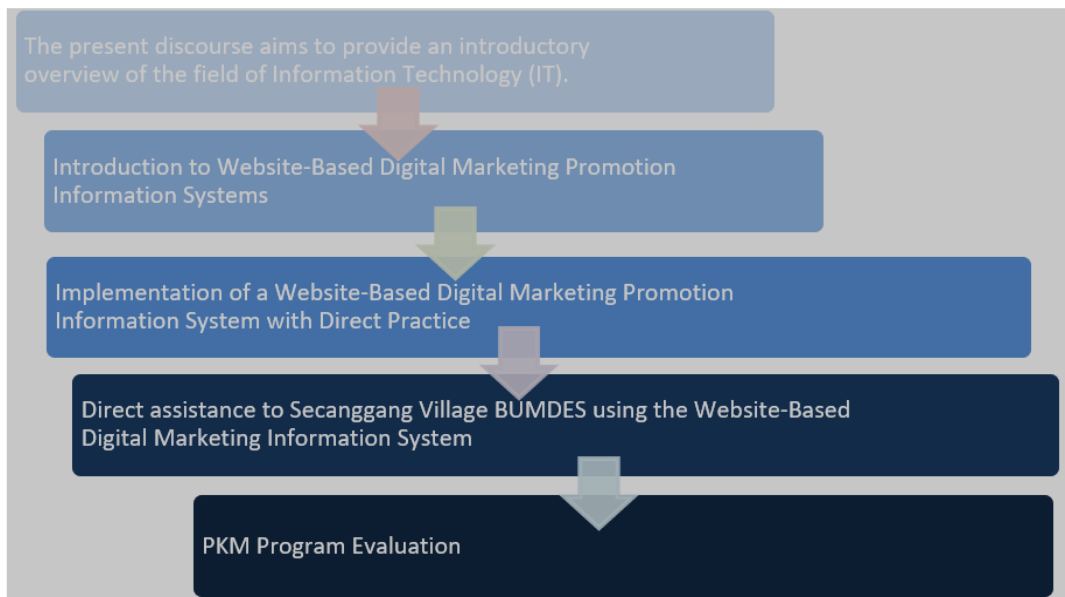 The present discourse aims to provide an introductory
overview of the field of Information Technology (IT).
Introduction to Website-Based Digital Marketing Promotion
Information Systems
Implementation of a Website-Based Digital Marketing Promotion
Information System with Direct Practice
Direct assistance to Secanggang Village BUMDES using the Website-Based
Digital Marketing Information System
PKM Program Evaluation